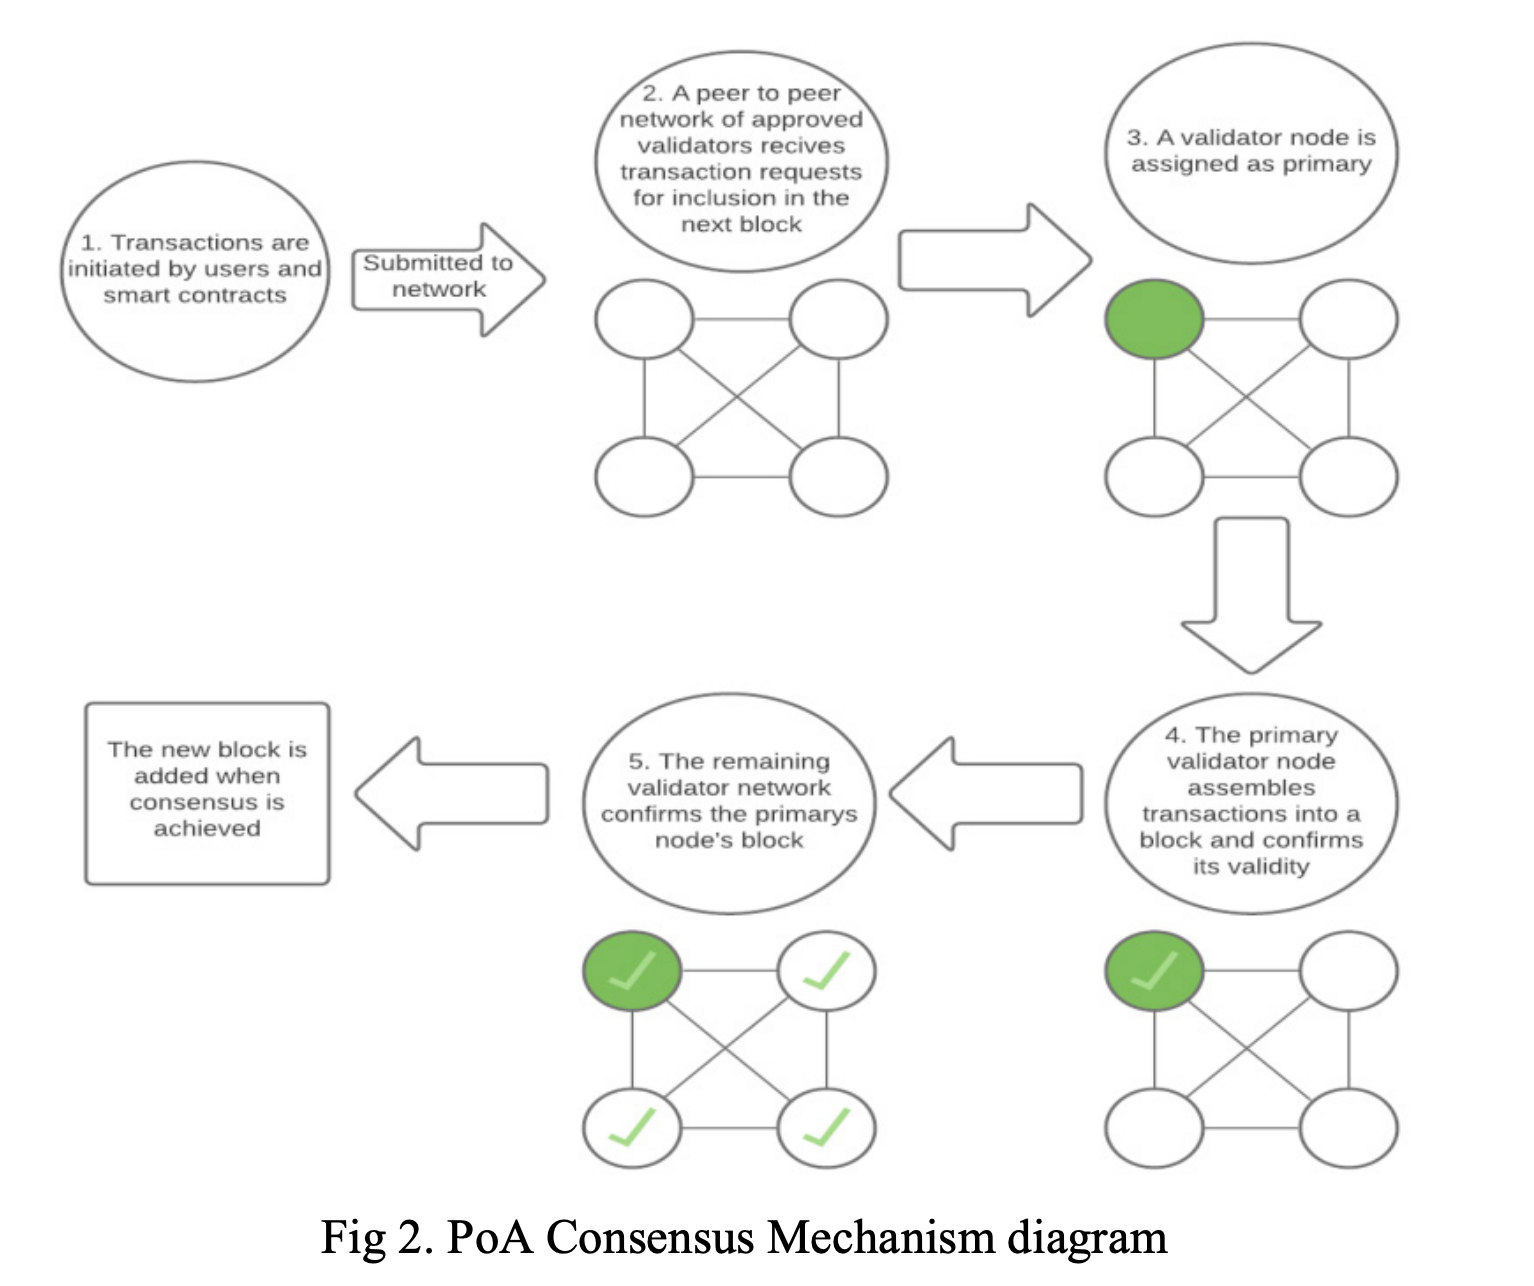 1. Transactions are
initiated by users and
smart contracts
Submitted to
network
2. A peer to peer
network of approved
validators recives
transaction requests
for inclusion in the
next block
3. A validator node is
assigned as primary
4. The primary
validator node
assembles
transactions into a
block and confirms
its validity
5. The remaining
validator network
confirms the primarys
node's block
The new block is
added when
consensus is
achieved
Fig 2. PoA Consensus Mechanism diagram